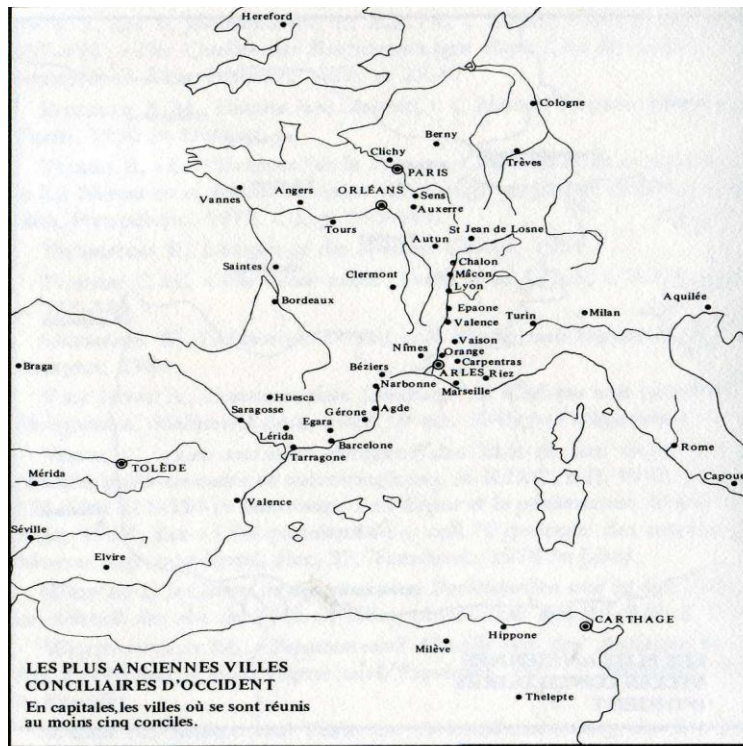 Hereford
Cologne
Berny
Clichy
Trèves
PARIS
Vannes
Angers
ORLÉANS
Sens
Auxerre
Tours
St Jean de Losne
Autun
Saintes
Chalon
Mâcon
Clermont
Lyon
Bordeaux
Epaone
Aquilée
Valence
Turin
Milan
Vaison
Nîmes
Orange
Braga
Béziers
Carpentras
ARLES
Riez
Narbonne
Marseille
Huesca
Saragosse
Gérone
Agde
Egara
Rome
Lérida
Barcelone
Tarragone
TOLÈDE
Mérida
Capoue
Valence
Séville
Elvire
Hippone
CARTHAGE
Milève
Thelepte
LES PLUS ANCIENNES VILLES
CONCILIAIRES D'OCCIDENT
En capitales, les villes où se sont réunis
au moins cinq conciles.